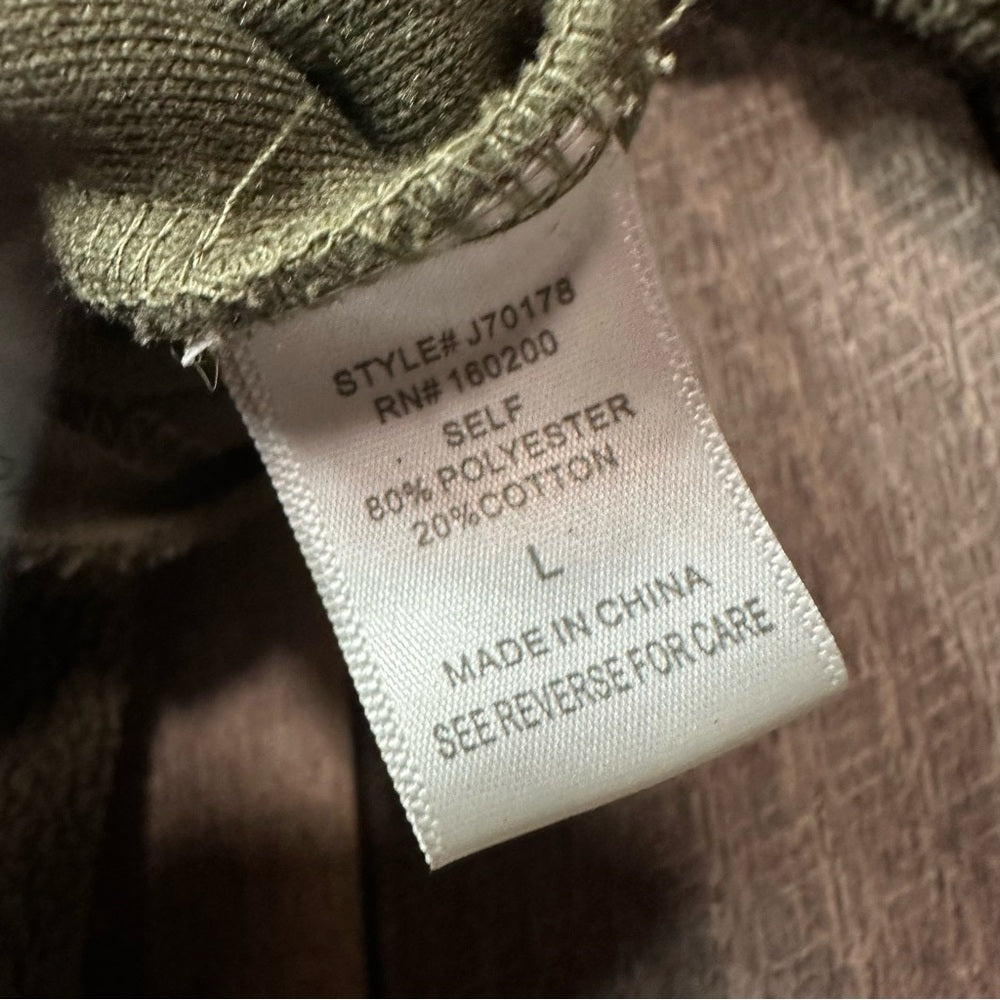 STYLE# J70178
RN# 160200
SELF
80% POLYESTER
20%COTTON
L
MADE IN CHINA
SEE REVERSE FOR CARE